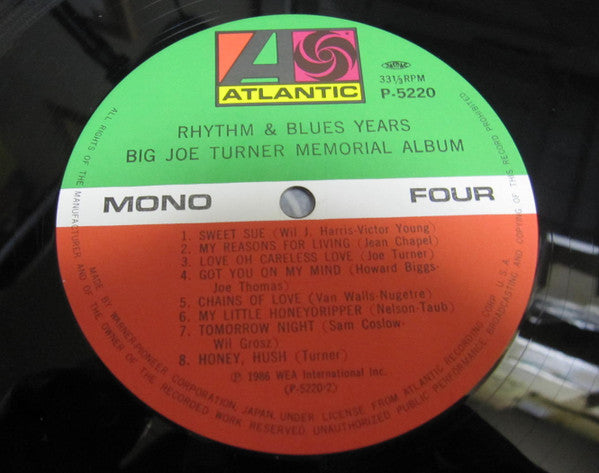 ATLANTIC
33 1/3 RPM
P-5220
RHYTHM & BLUES YEARS
BIG JOE TURNER MEMORIAL ALBUM
MONO
FOUR
1. SWEET SUE (Wil J. Harris-Victor Young)
2. MY REASONS FOR LIVING (Jean Chapel)
3. LOVE OH CARELESS LOVE (Joe Turner)
4. GOT YOU ON MY MIND (Howard Biggs-
Joe Thomas)
5. CHAINS OF LOVE (Van Walls-Nugetre)
6. MY LITTLE HONEYDRIPPER (Nelson-Taub)
7. TOMORROW NIGHT (Sam Coslow-
Wil Grosz)
8. HONEY, HUSH (Turner)
Ⓟ 1986 WEA International Inc.
(P-5220-2)
MADE BY WARNER-PIONEER CORPORATION, JAPAN, UNDER LICENSE FROM ATLANTIC RECORDING CORP. U.S.A.
ALL RIGHTS OF THE MANUFACTURER AND OF THE OWNER OF THE RECORDED WORK RESERVED UNAUTHORIZED PUBLIC PERFORMANCE BROADCASTING AND COPYING OF THIS RECORD PROHIBITED